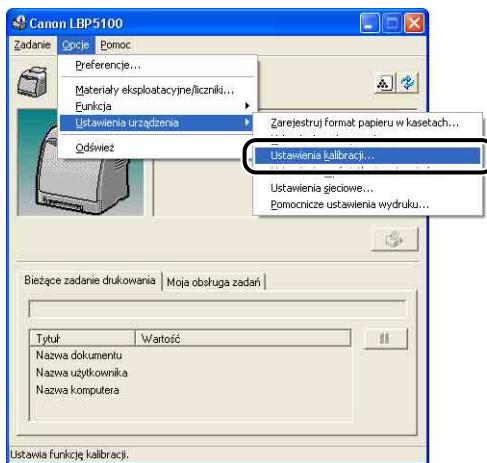 Canon LBP5100
Zadanie Opcje Pomoc
Preferencje...
Materiały eksploatacyjne/liczniki...
Funkcja
Ustawienia urządzenia
Odśwież
Zarejestruj format papieru w kasetach...
Ustawienia kalibracji...
Ustawienia sieciowe...
Pomocnicze ustawienia wydruku...
Bieżące zadanie drukowania Moja obsługa zadań
Tytuł Wartość
Nazwa dokumentu
Nazwa użytkownika
Nazwa komputera
Ustawia funkcję kalibracji.